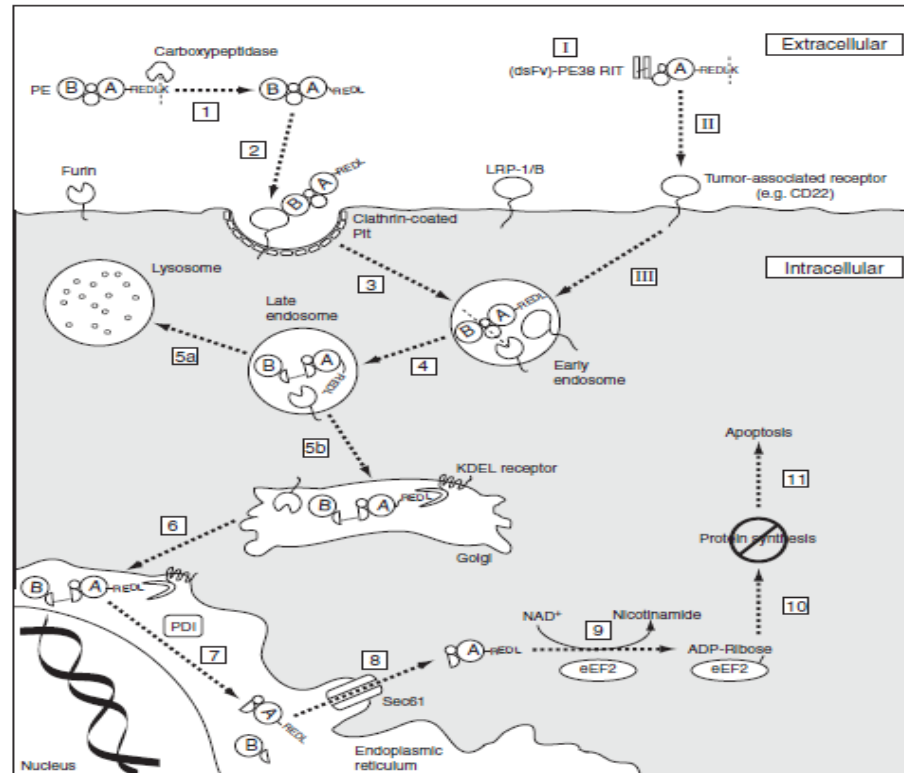 Carboxypeptidase
PE B A REDLK
1
B A REDL
I
(dsFv)-PE38 RIT
A REDLK
Extracellular
2
II
Furin
B A REDL
LRP-1/B
Tumor-associated receptor
(e.g. CD22)
Clathrin-coated
Pit
Lysosome
3
III
Intracellular
Late
endosome
B A REDL
Early
endosome
5a
B A REDL
4
5b
Apoptosis
KDEL receptor
B A REDL
11
6
Golgi
Protein synthesis
B A REDL
PDI
NAD+
Nicotinamide
10
7
8
A REDL
9
ADP-Ribose
eEF2
eEF2
A REDL
Sec61
B
Endoplasmic
reticulum
Nucleus